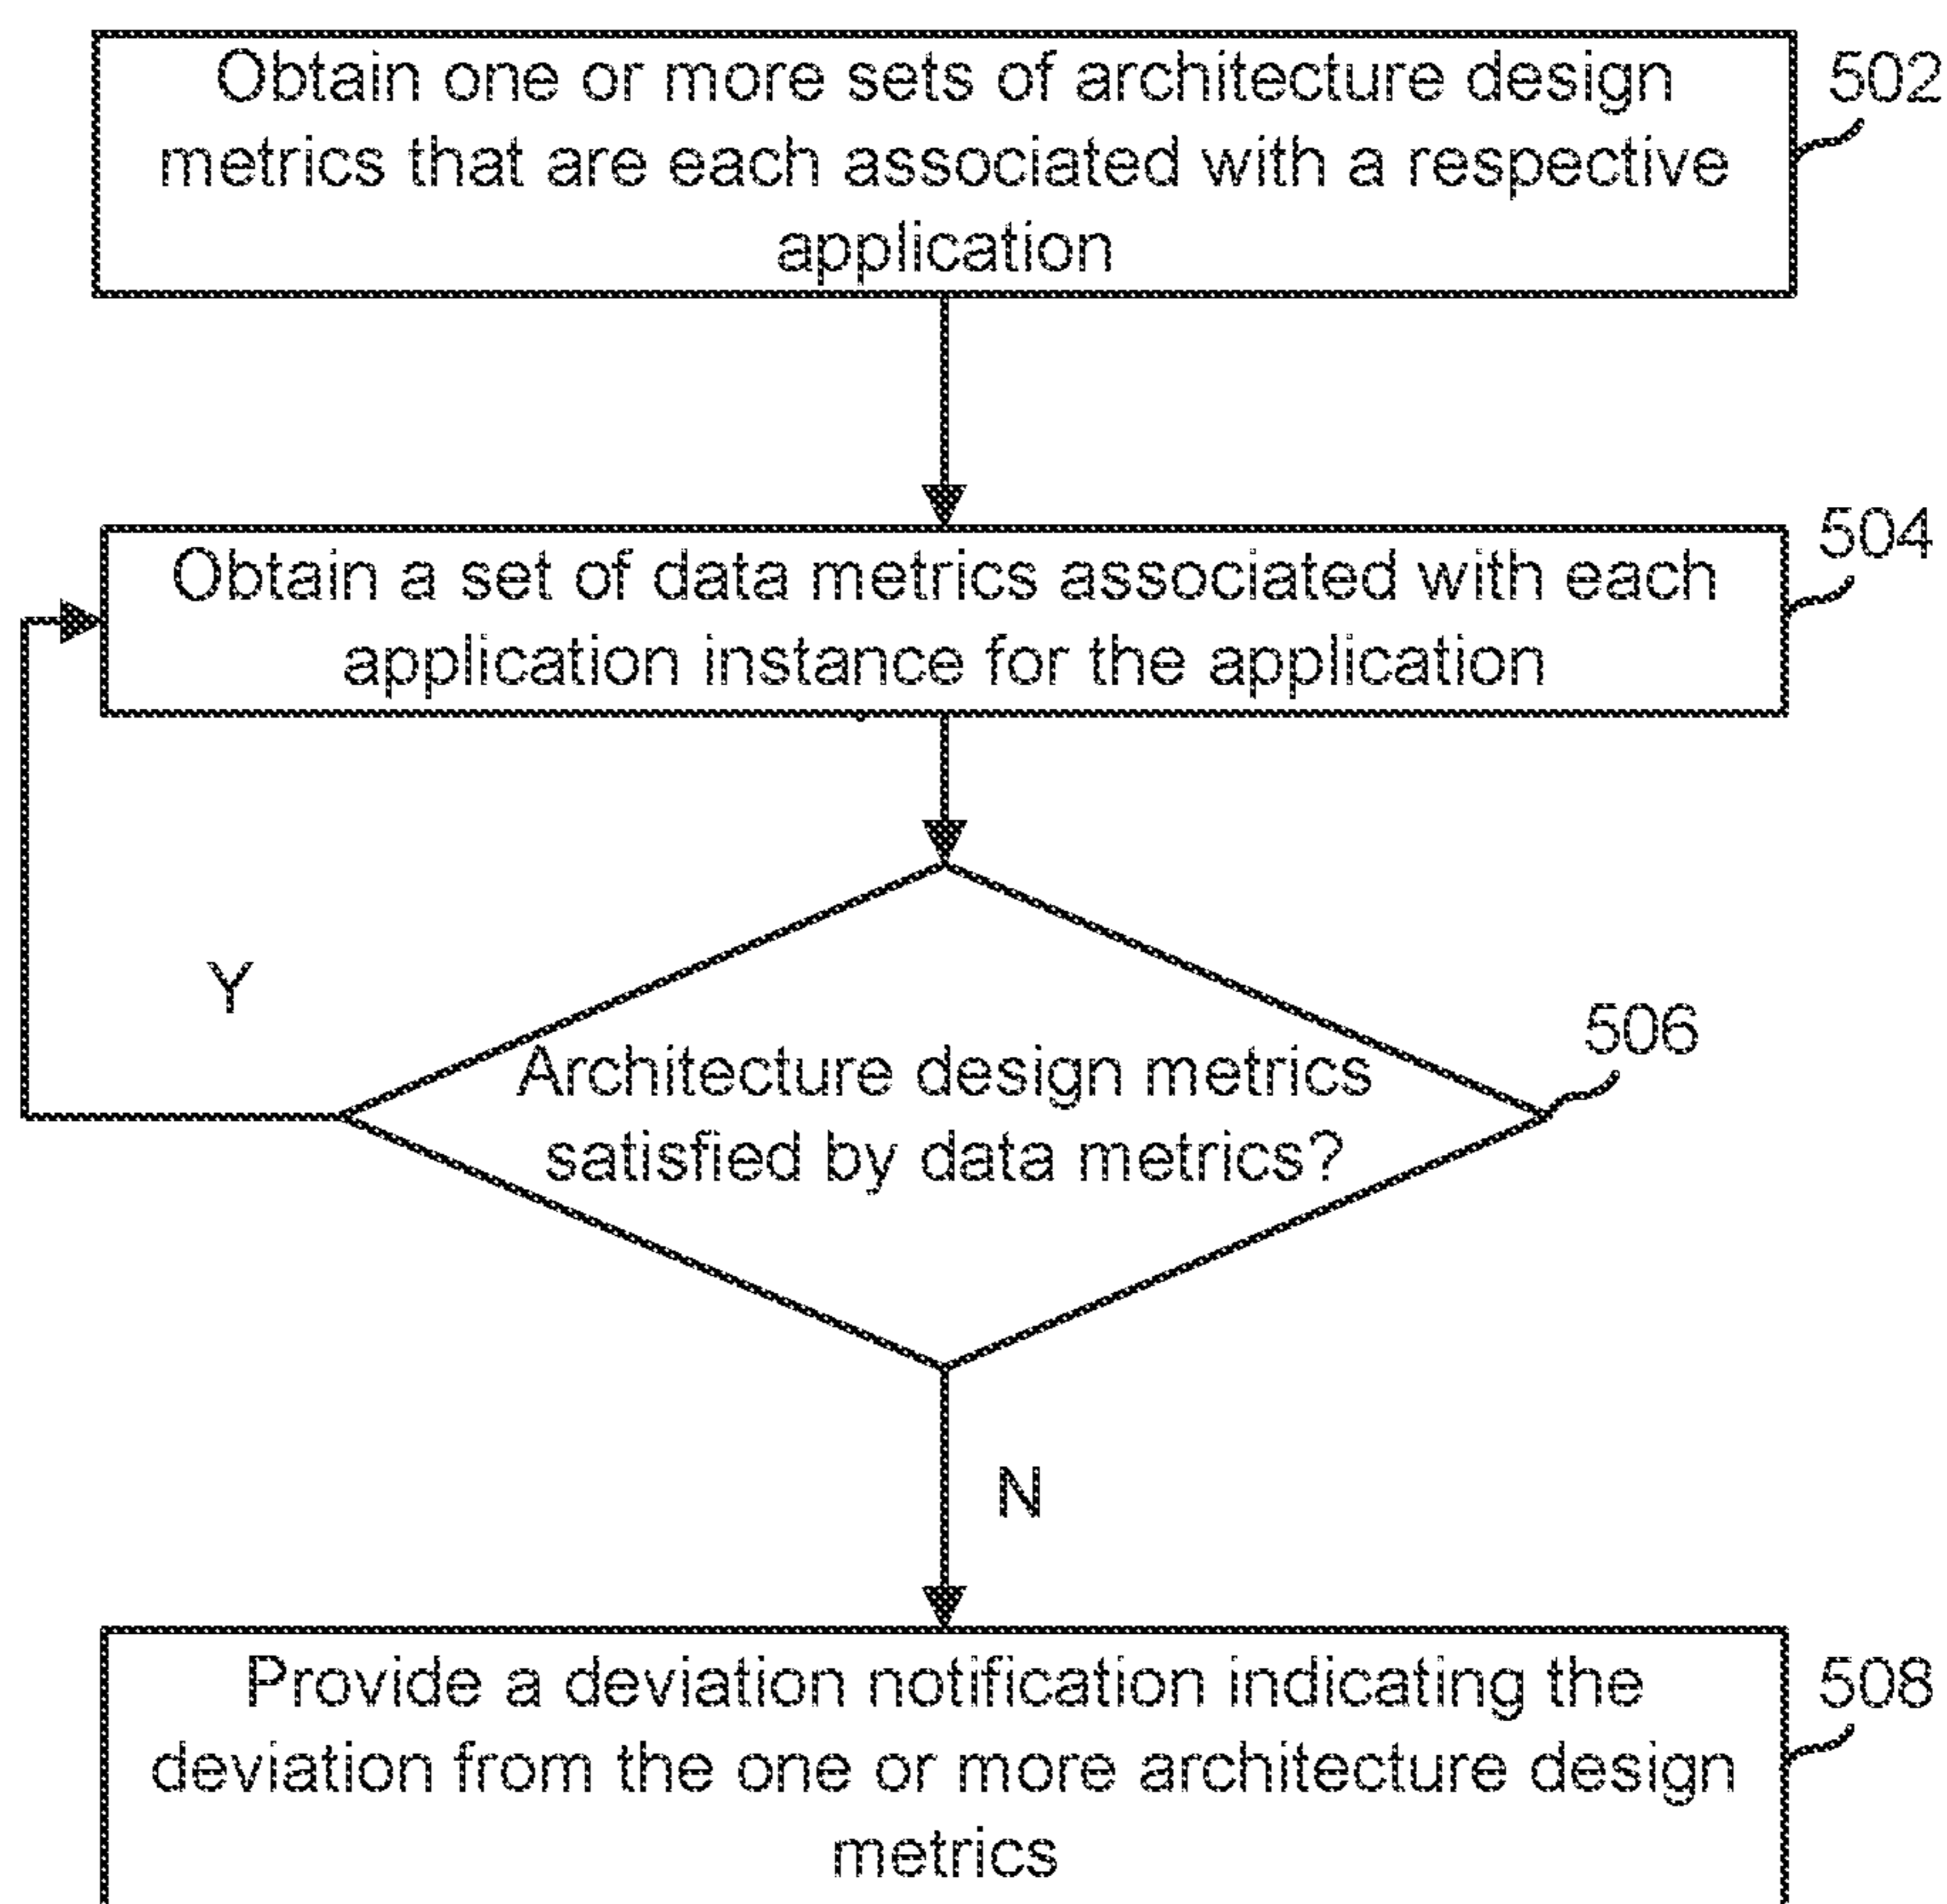 Obtain one or more sets of architecture design
metrics that are each associated with a respective
application
502
Obtain a set of data metrics associated with each
application instance for the application
504
Y
Architecture design metrics
satisfied by data metrics?
506
N
Provide a deviation notification indicating the
deviation from the one or more architecture design
metrics
508